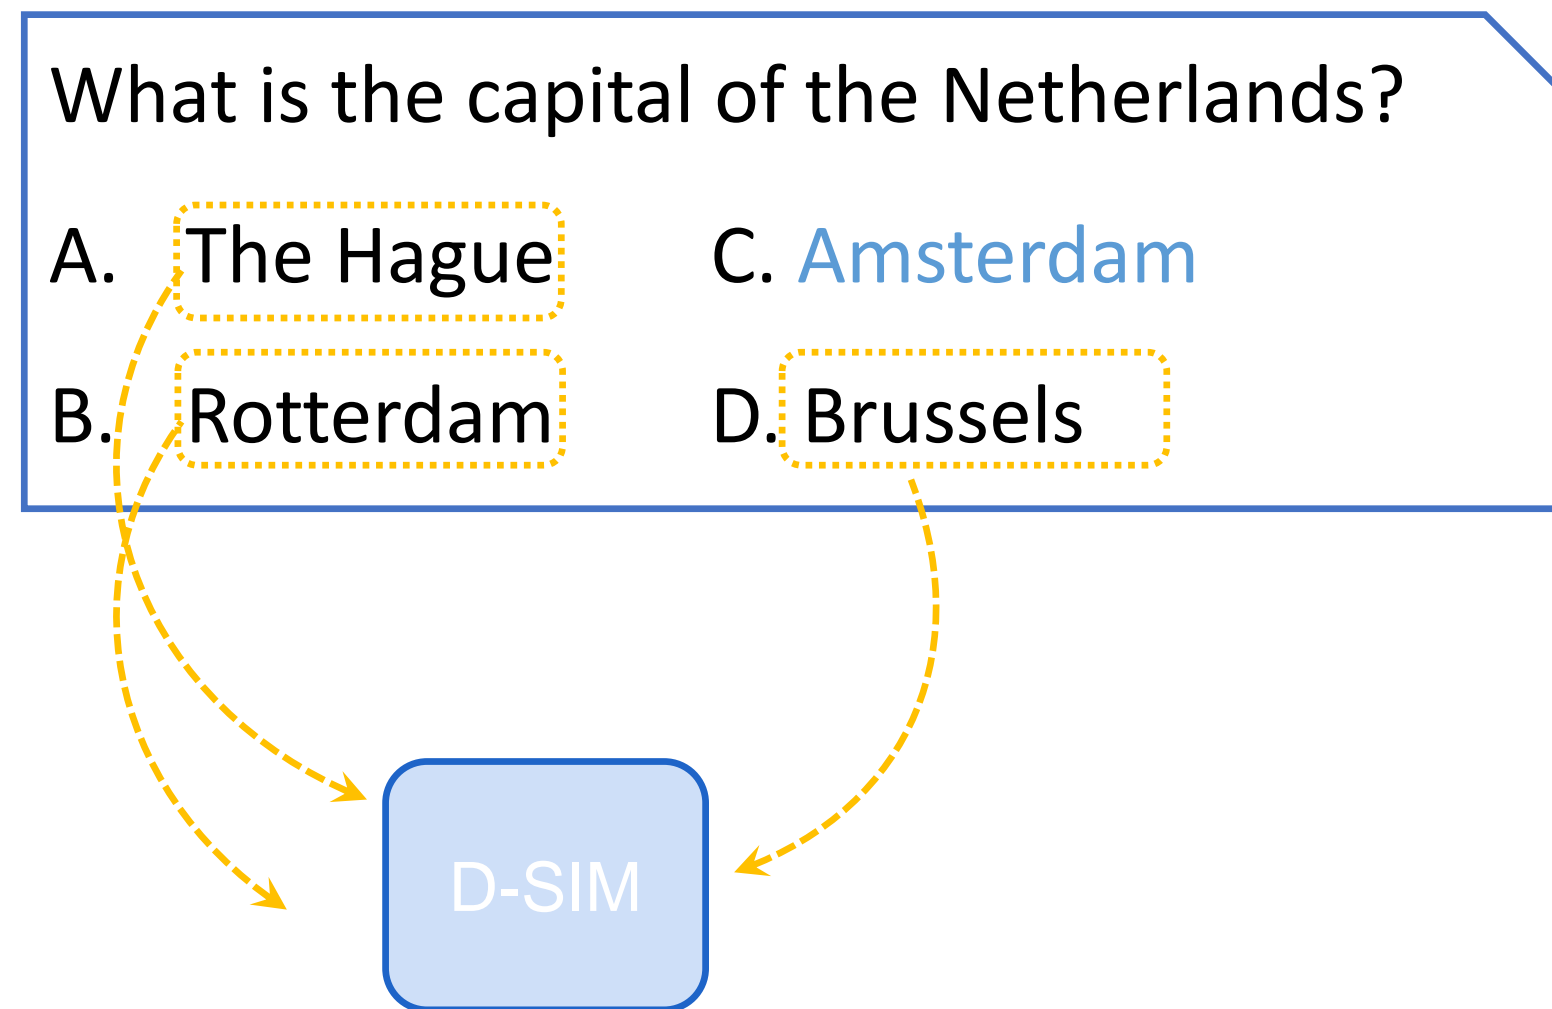 What is the capital of the Netherlands?
A. The Hague
B. Rotterdam
C. Amsterdam
D. Brussels
D-SIM